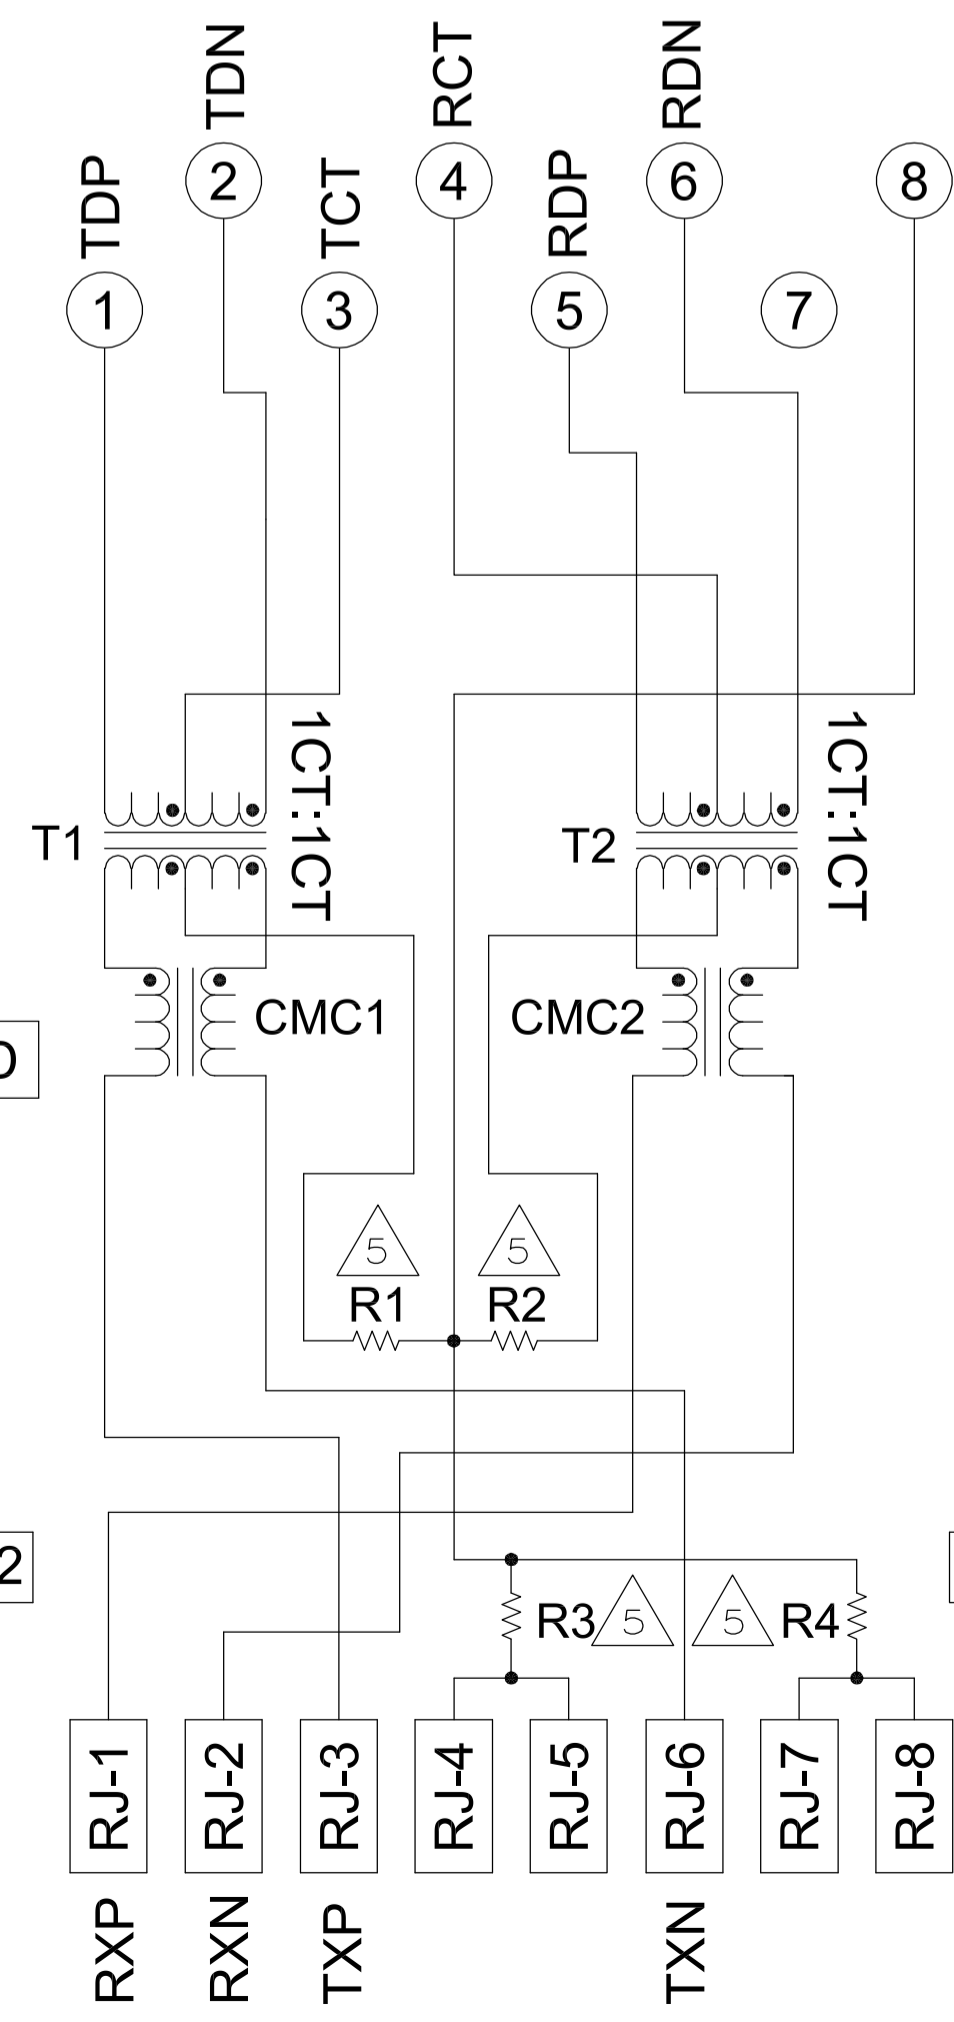 TDN
RCT
RDN
TDP
2
TCT
4
RDP
6
8
1
3
5
7
1CT:1CT
1CT:1CT
T1
T2
CMC1
CMC2
5
5
R1
R2
2
R3
5
5
R4
RJ-1
RJ-2
RJ-3
RJ-4
RJ-5
RJ-6
RJ-7
RJ-8
RXP
RXN
TXP
TXN